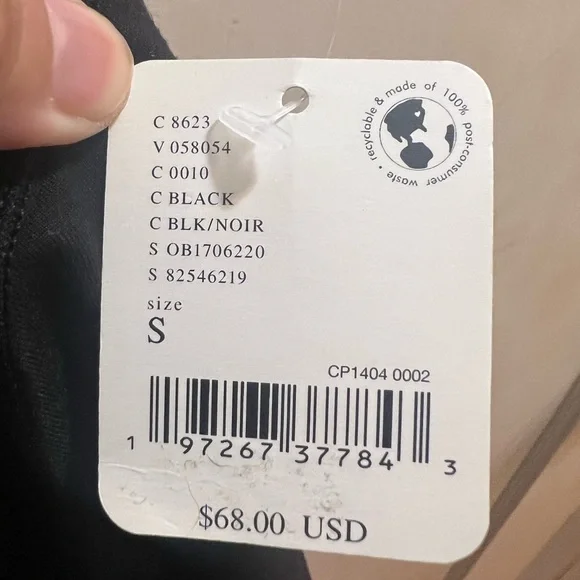 recyclable & made of 100% post-consumer waste •
C 8623
V 058054
C 0010
C BLACK
C BLK/NOIR
S OB1706220
S 82546219
size
S
CP1404 0002
1 97267 37784 3
$68.00 USD